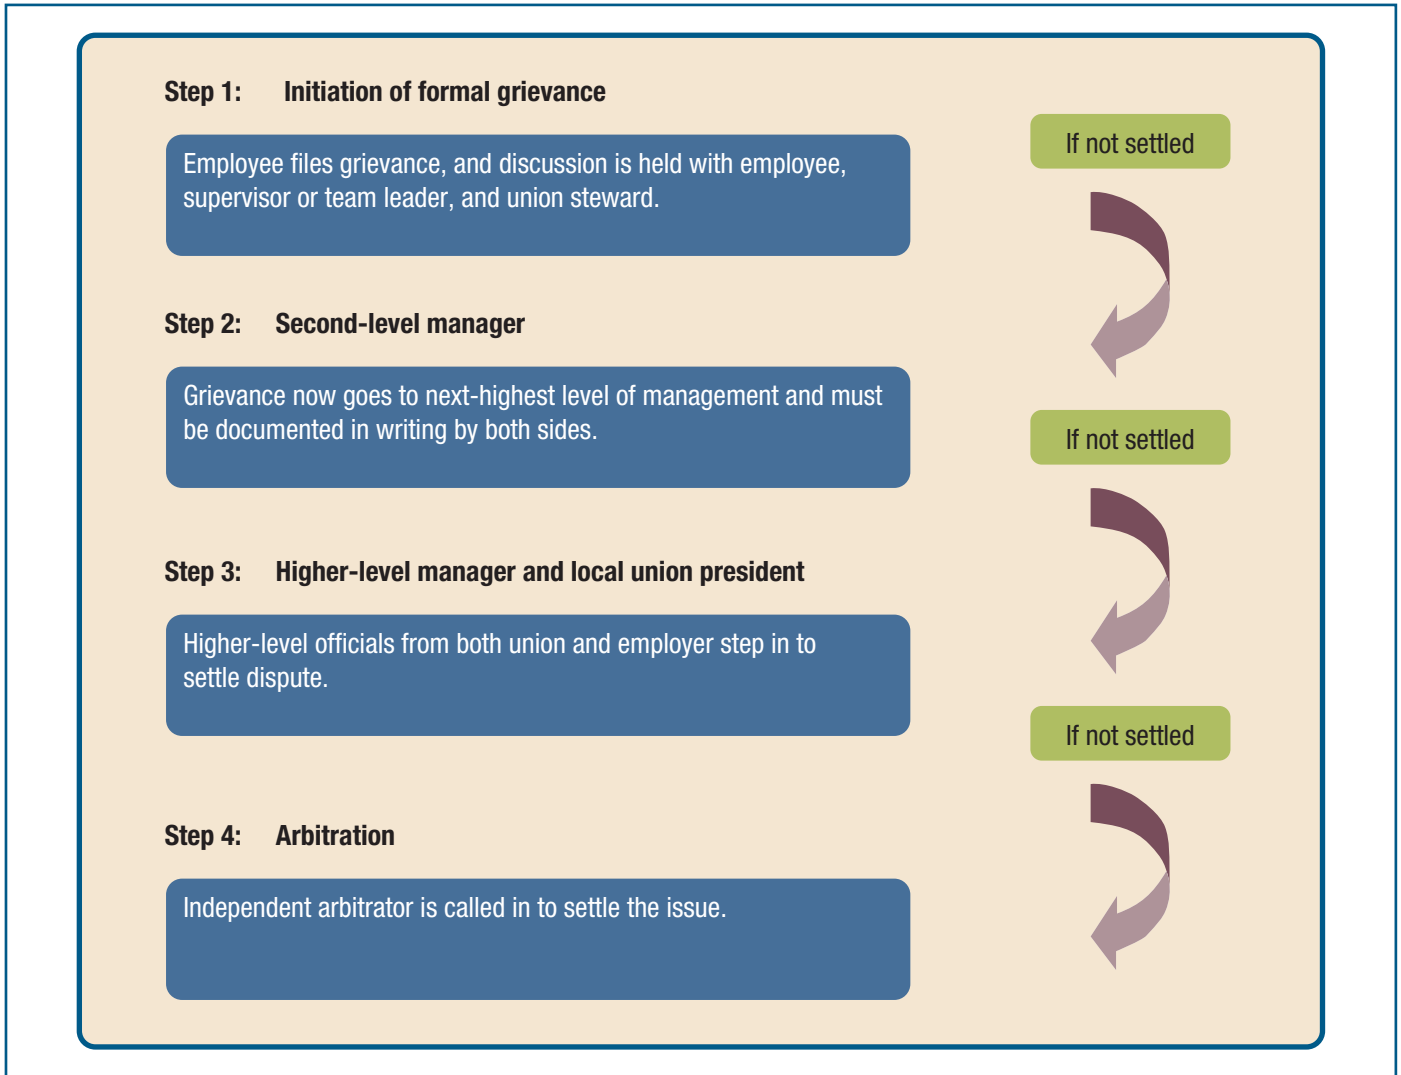 Step 1: Initiation of formal grievance
If not settled
Employee files grievance, and discussion is held with employee,
supervisor or team leader, and union steward.
Step 2: Second-level manager
Grievance now goes to next-highest level of management and must
be documented in writing by both sides.
If not settled
Step 3: Higher-level manager and local union president
Higher-level officials from both union and employer step in to
settle dispute.
If not settled
Step 4: Arbitration
Independent arbitrator is called in to settle the issue.